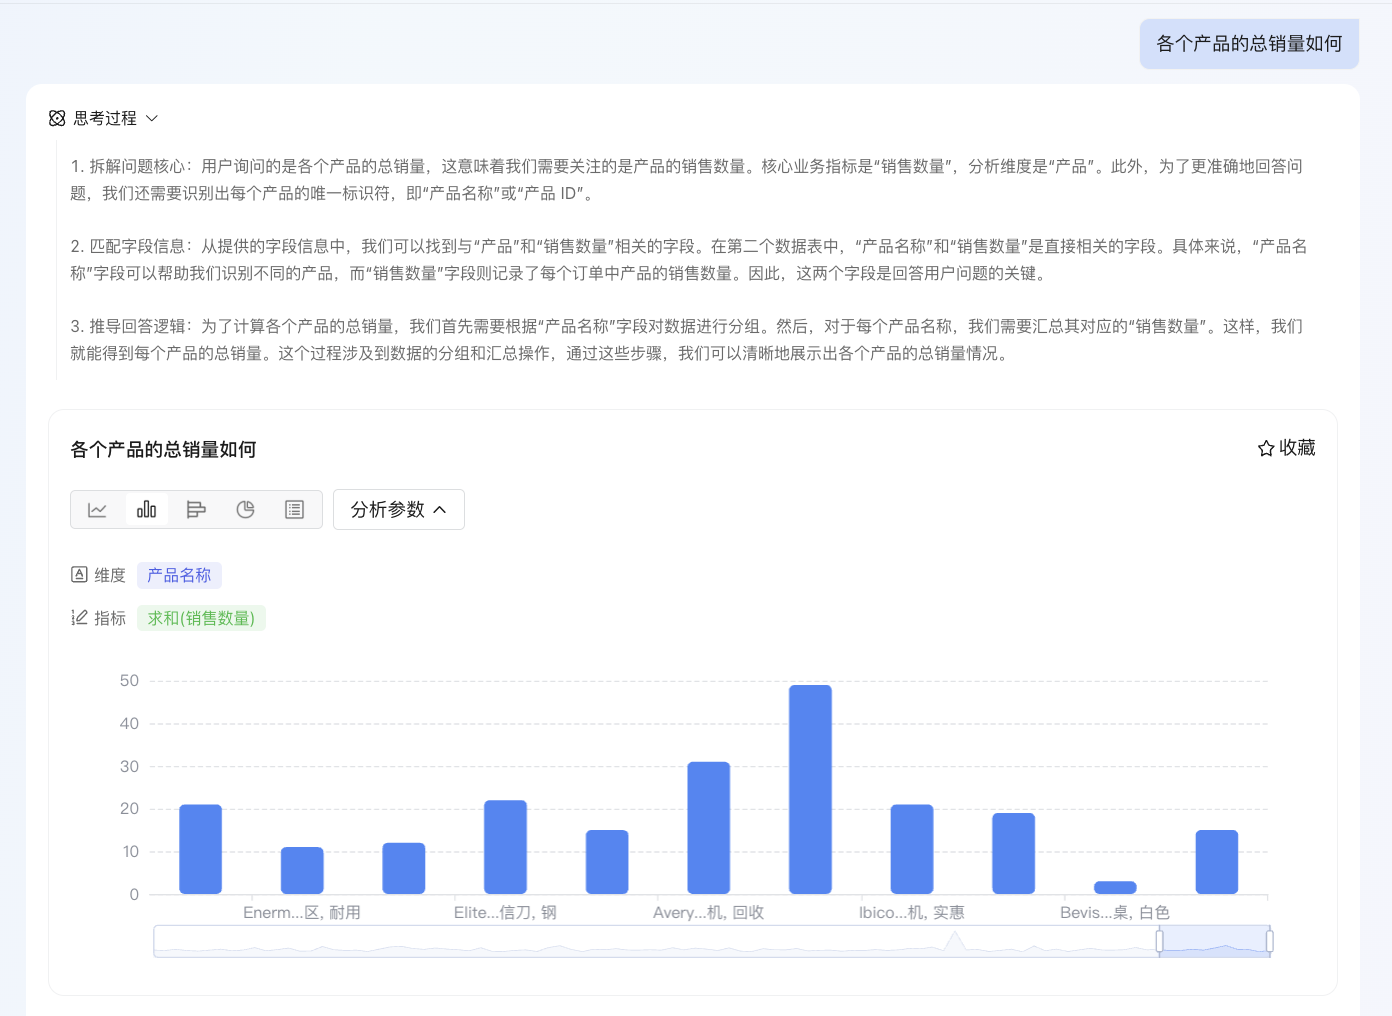 各个产品的总销量如何
思考过程
1. 拆解问题核心：用户询问的是各个产品的总销量，这意味着我们需要关注的是产品的销售数量。核心业务指标是“销售数量”，分析维度是“产品”。此外，为了更准确地回答问
题，我们还需要识别出每个产品的唯一标识符，即“产品名称”或“产品 ID”。
2. 匹配字段信息：从提供的字段信息中，我们可以找到与“产品”和“销售数量”相关的字段。在第二个数据表中，“产品名称”和“销售数量”是直接相关的字段。具体来说，“产品名
称”字段可以帮助我们识别不同的产品，而“销售数量”字段则记录了每个订单中产品的销售数量。因此，这两个字段是回答用户问题的关键。
3. 推导回答逻辑：为了计算各个产品的总销量，我们首先需要根据“产品名称”字段对数据进行分组。然后，对于每个产品名称，我们需要汇总其对应的“销售数量”。这样，我们
就能得到每个产品的总销量。这个过程涉及到数据的分组和汇总操作，通过这些步骤，我们可以清晰地展示出各个产品的总销量情况。
各个产品的总销量如何
收藏
分析参数
维度 产品名称
指标 求和(销售数量)
50
40
30
20
10
0
Enerm...区, 耐用
Elite...信刀, 钢
Avery...机, 回收
Ibico...机, 实惠
Bevis...桌, 白色